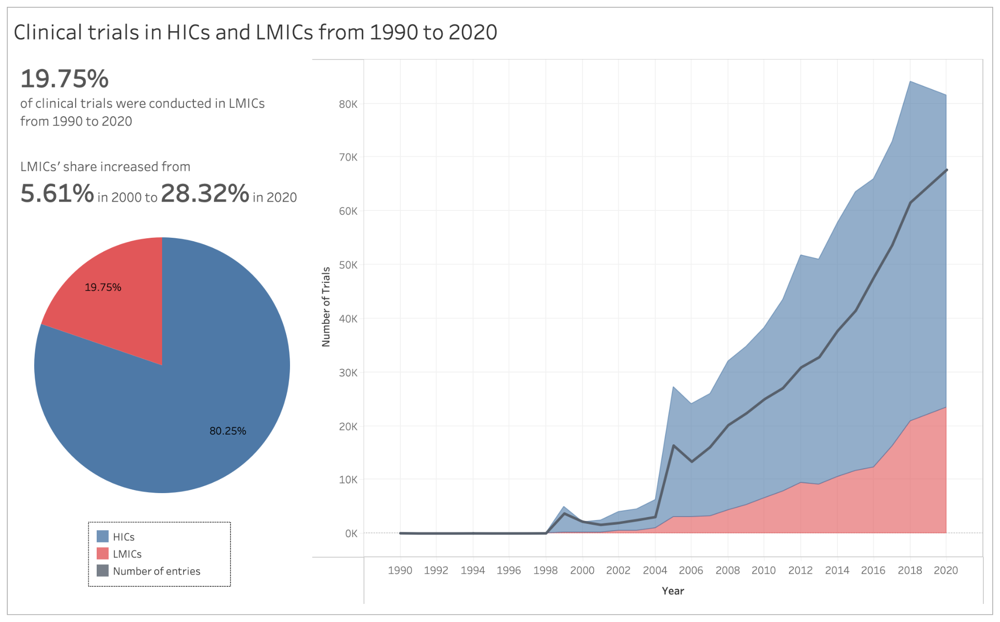 Clinical trials in HICs and LMICs from 1990 to 2020
19.75%
of clinical trials were conducted in LMICs
from 1990 to 2020
LMICs’ share increased from
5.61% in 2000 to 28.32% in 2020
19.75%
80.25%
HICs
LMICs
Number of entries
Number of Trials
80K
70K
60K
50K
40K
30K
20K
10K
0K
1990 1992 1994 1996 1998 2000 2002 2004 2006 2008 2010 2012 2014 2016 2018 2020
Year